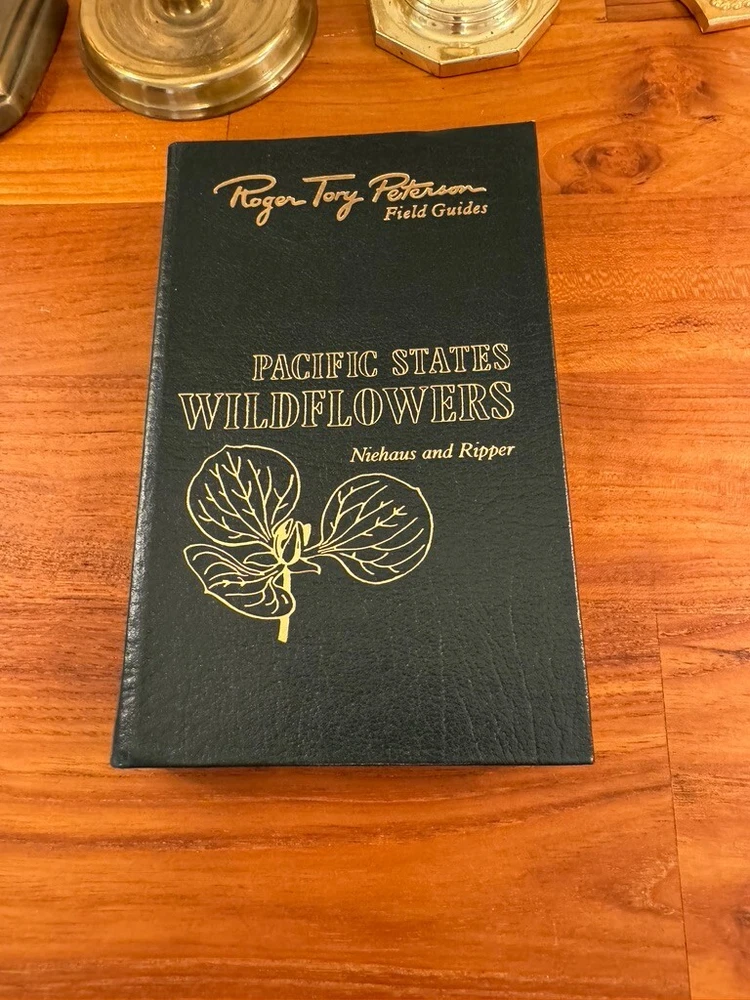 Roger Tory Peterson
Field Guides
PACIFIC STATES
WILDFLOWERS
Niehaus and Ripper